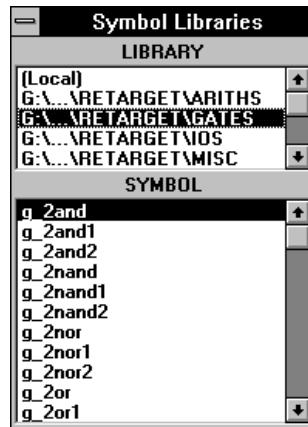 Symbol Libraries
LIBRARY
(Local)
G:\...\RETARGET\ARITHS
G:\...\RETARGET\GATES
G:\...\RETARGET\IOS
G:\...\RETARGET\MISC
SYMBOL
g_2and
g_2and1
g_2and2
g_2nand
g_2nand1
g_2nand2
g_2nor
g_2nor1
g_2nor2
g_2or
g_2or1